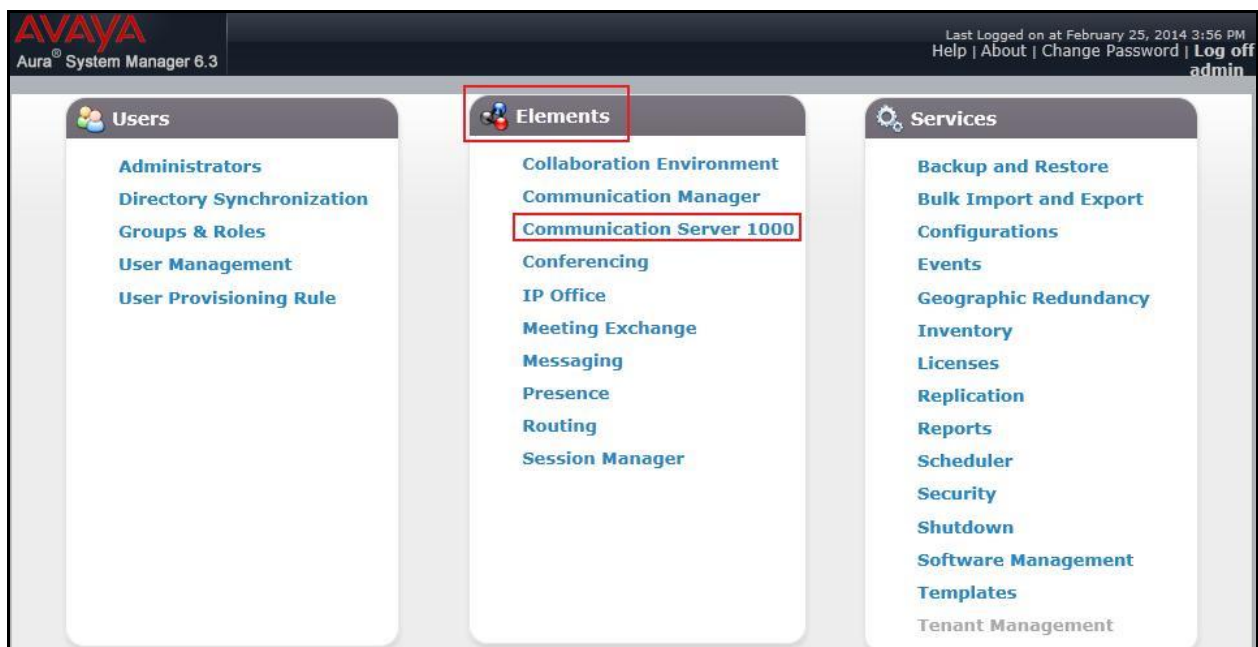 AVAYA
Aura® System Manager 6.3
Last Logged on at February 25, 2014 3:56 PM
Help | About | Change Password | Log off
admin
Users
Administrators
Directory Synchronization
Groups & Roles
User Management
User Provisioning Rule
Elements
Collaboration Environment
Communication Manager
Communication Server 1000
Conferencing
IP Office
Meeting Exchange
Messaging
Presence
Routing
Session Manager
Services
Backup and Restore
Bulk Import and Export
Configurations
Events
Geographic Redundancy
Inventory
Licenses
Replication
Reports
Scheduler
Security
Shutdown
Software Management
Templates
Tenant Management